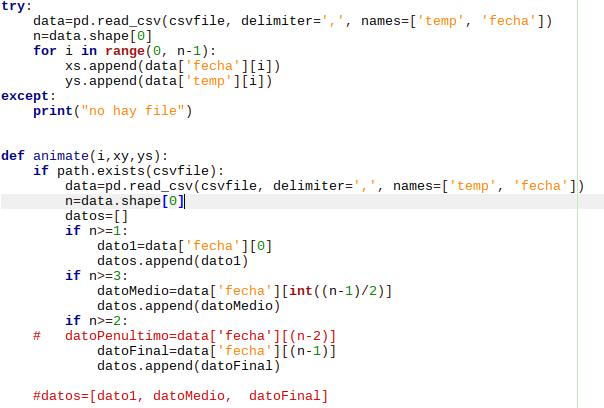 try:
    data=pd.read_csv(csvfile, delimiter=',', names=['temp', 'fecha'])
    n=data.shape[0]
    for i in range(0, n-1):
        xs.append(data['fecha'][i])
        ys.append(data['temp'][i])
except:
    print("no hay file")
def animate(i,xy,ys):
    if path.exists(csvfile):
        data=pd.read_csv(csvfile, delimiter=',', names=['temp', 'fecha'])
        n=data.shape[0]
        datos=[]
        if n>=1:
            dato1=data['fecha'][0]
            datos.append(dato1)
        if n>=3:
            datoMedio=data['fecha'][int((n-1)/2)]
            datos.append(datoMedio)
        if n>=2:
    #   datoPenultimo=data['fecha'][(n-2)]
            datoFinal=data['fecha'][(n-1)]
            datos.append(datoFinal)
    #datos=[dato1, datoMedio,  datoFinal]